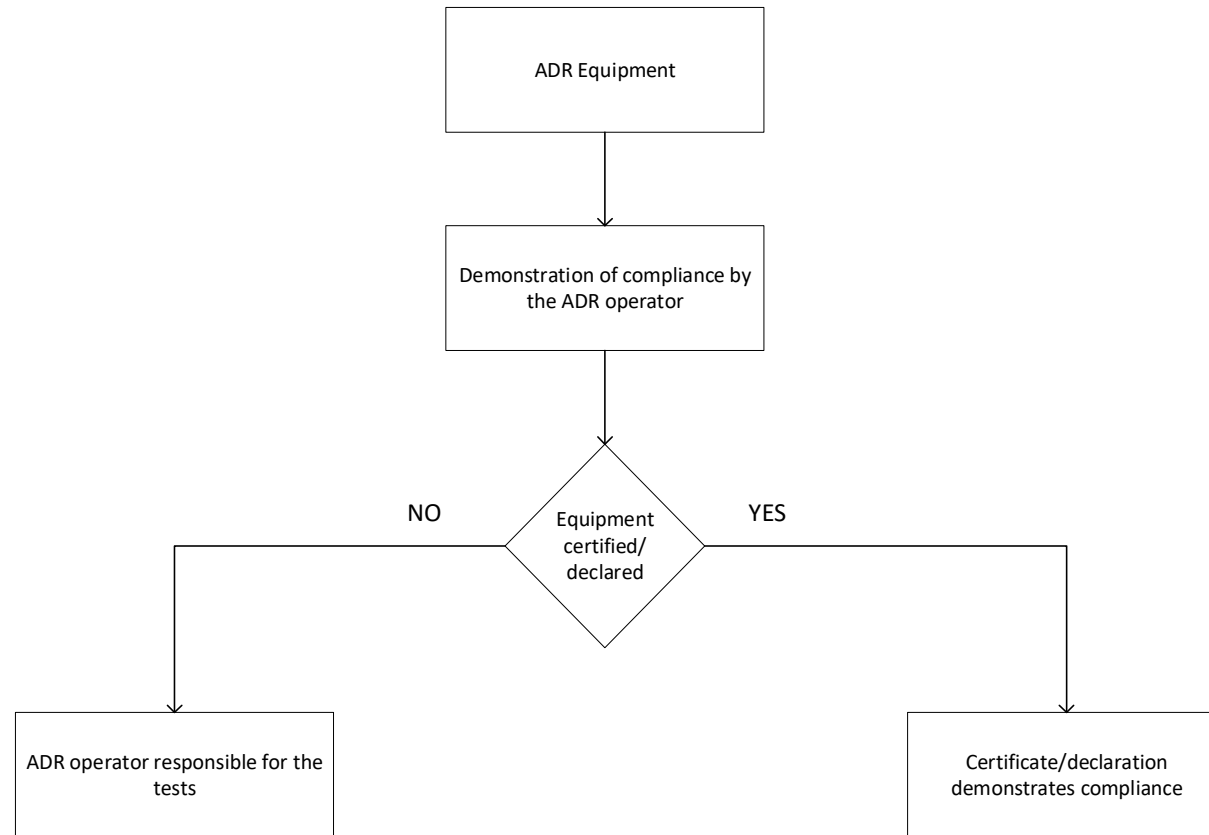 ADR Equipment
Demonstration of compliance by
the ADR operator
NO
YES
Equipment
certified/
declared
ADR operator responsible for the
tests
Certificate/declaration
demonstrates compliance